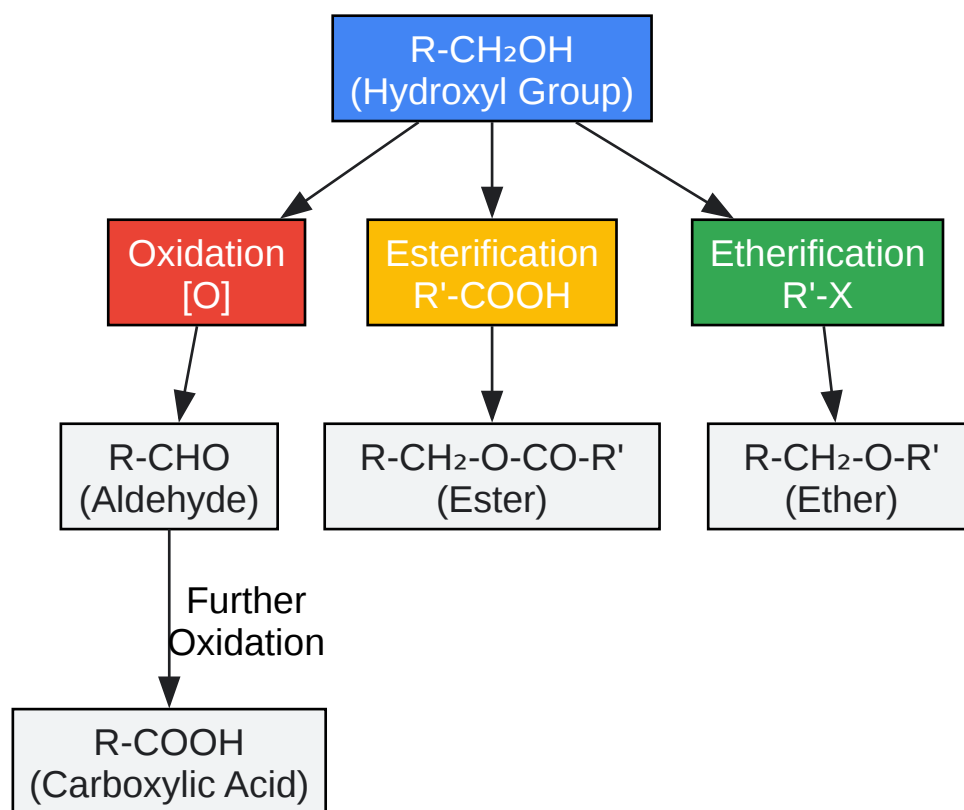 R-CH₂OH
(Hydroxyl Group)
Oxidation
[O]
Esterification
R'-COOH
Etherification
R'-X
R-CHO
(Aldehyde)
R-CH₂-O-CO-R'
(Ester)
R-CH₂-O-R'
(Ether)
Further
Oxidation
R-COOH
(Carboxylic Acid)